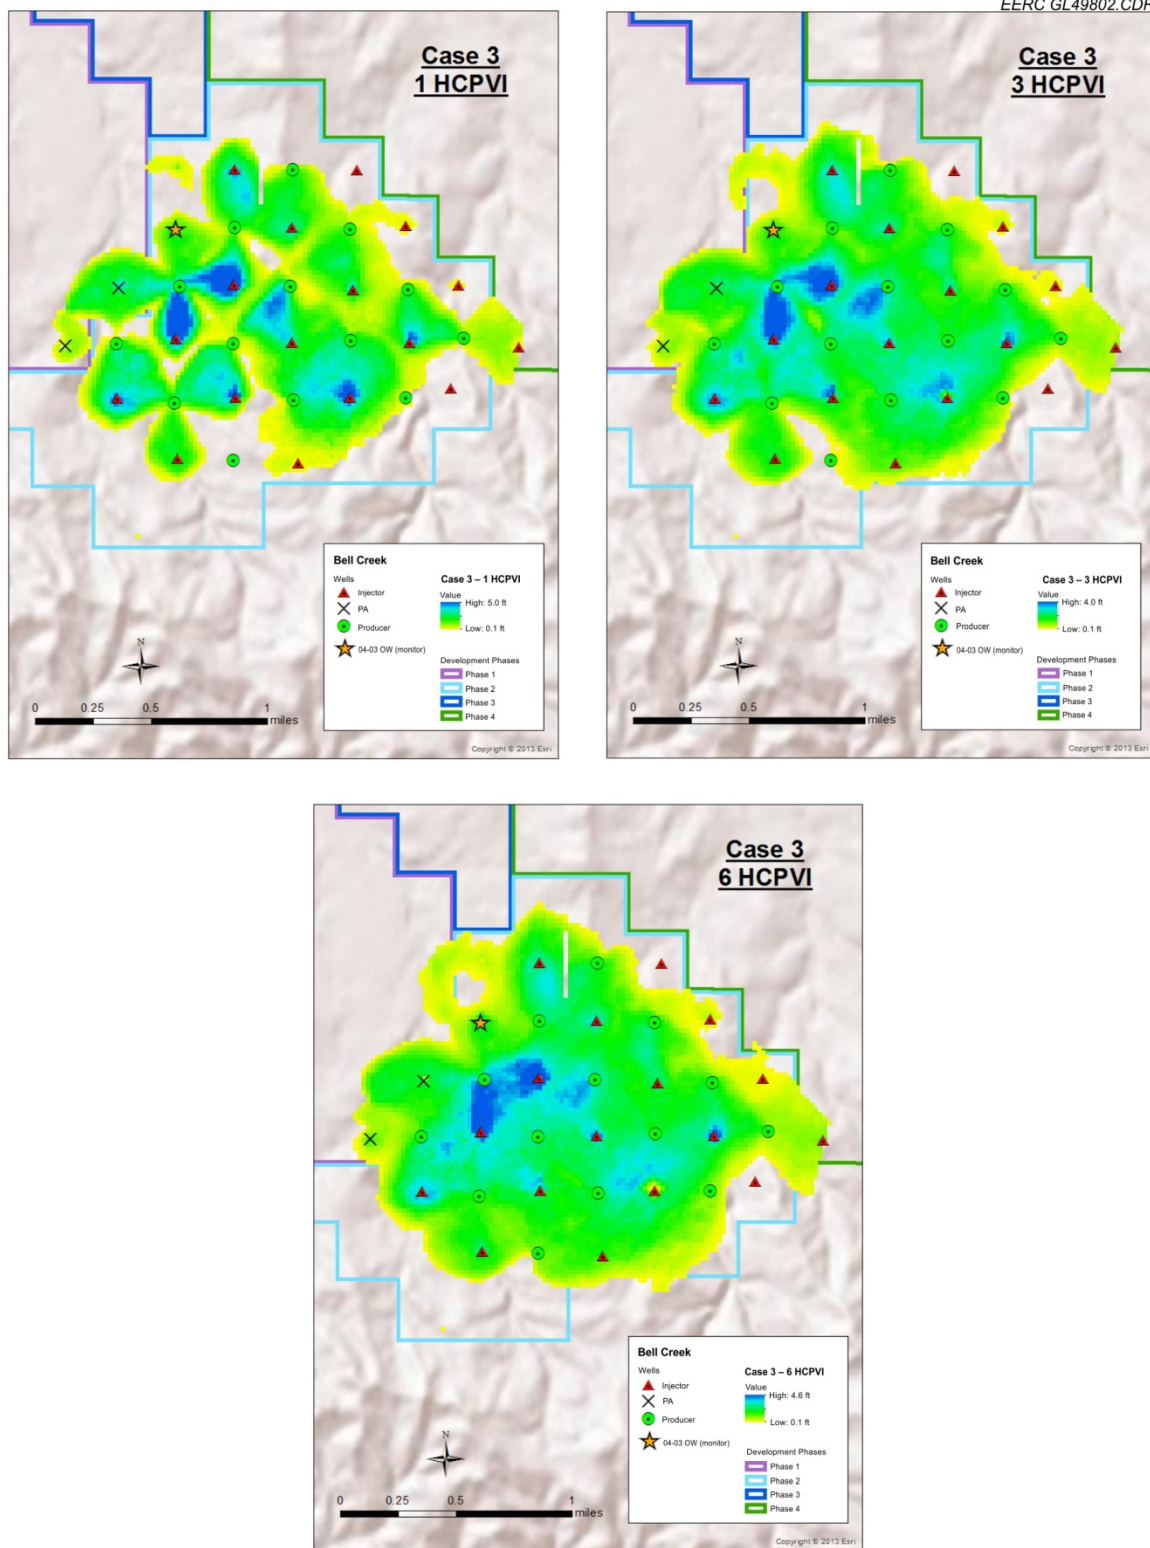 EERC GL49802.CDR
Case 3
1 HCPVI
Bell Creek
Wells
Injector
PA
Producer
04-03 OW (monitor)
Case 3 – 1 HCPVI
Value
High: 5.0 ft
Low: 0.1 ft
Development Phases
Phase 1
Phase 2
Phase 3
Phase 4
N
0 0.25 0.5 1
miles
Copyright © 2013 Esri
Case 3
3 HCPVI
Bell Creek
Wells
Injector
PA
Producer
04-03 OW (monitor)
Case 3 – 3 HCPVI
Value
High: 4.0 ft
Low: 0.1 ft
Development Phases
Phase 1
Phase 2
Phase 3
Phase 4
N
0 0.25 0.5 1
miles
Copyright © 2013 Esri
Case 3
6 HCPVI
Bell Creek
Wells
Injector
PA
Producer
04-03 OW (monitor)
Case 3 – 6 HCPVI
Value
High: 4.6 ft
Low: 0.1 ft
Development Phases
Phase 1
Phase 2
Phase 3
Phase 4
N
0 0.25 0.5 1
miles
Copyright © 2013 Esri